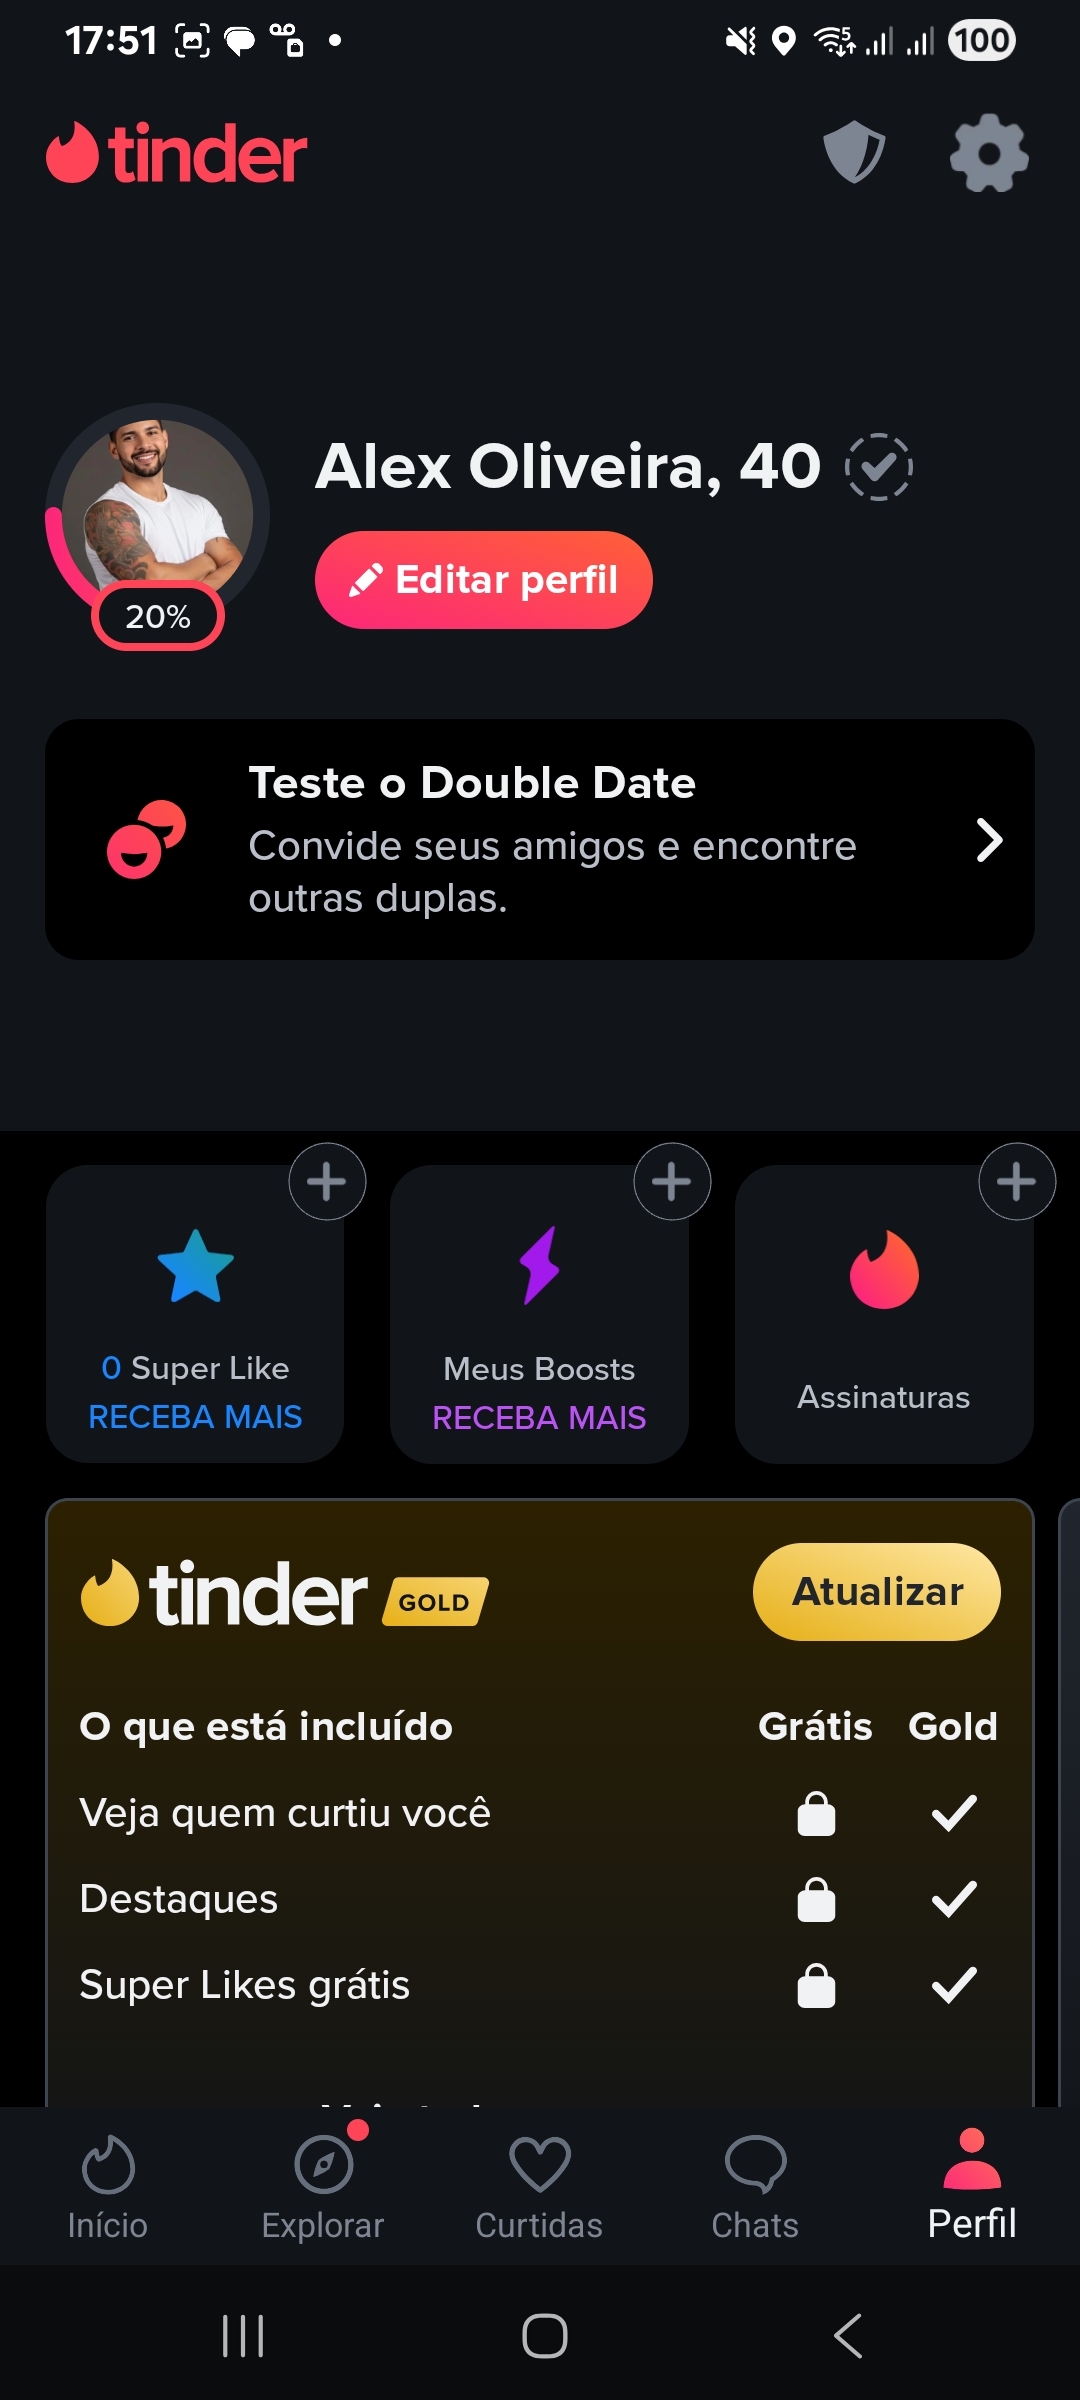 17:51
5
100
tinder
Alex Oliveira, 40
Editar perfil
20%
Teste o Double Date
Convide seus amigos e encontre
outras duplas.
0 Super Like
RECEBA MAIS
Meus Boosts
RECEBA MAIS
Assinaturas
tinder GOLD
Atualizar
O que está incluído Grátis Gold
Veja quem curtiu você
Destaques
Super Likes grátis
Início
Explorar
Curtidas
Chats
Perfil